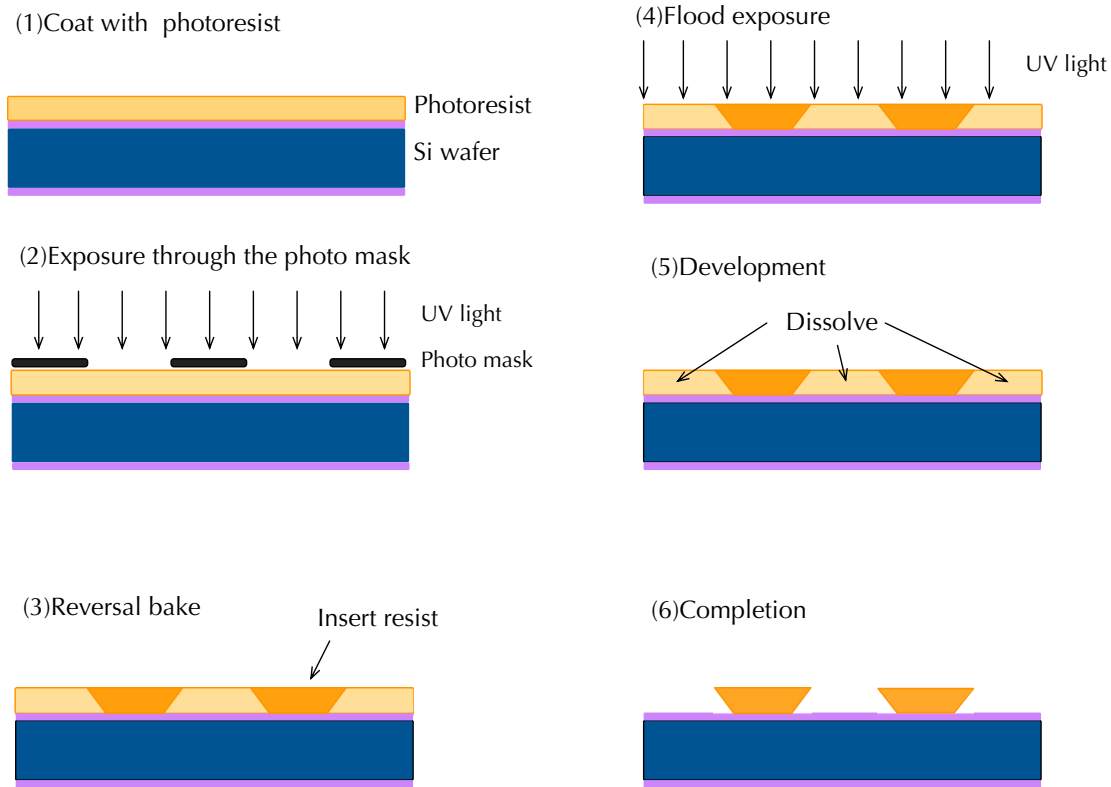 (1)Coat with  photoresist
Photoresist
Si wafer
(2)Exposure through the photo mask
UV light
Photo mask
(3)Reversal bake
Insert resist
(4)Flood exposure
UV light
(5)Development
Dissolve
(6)Completion